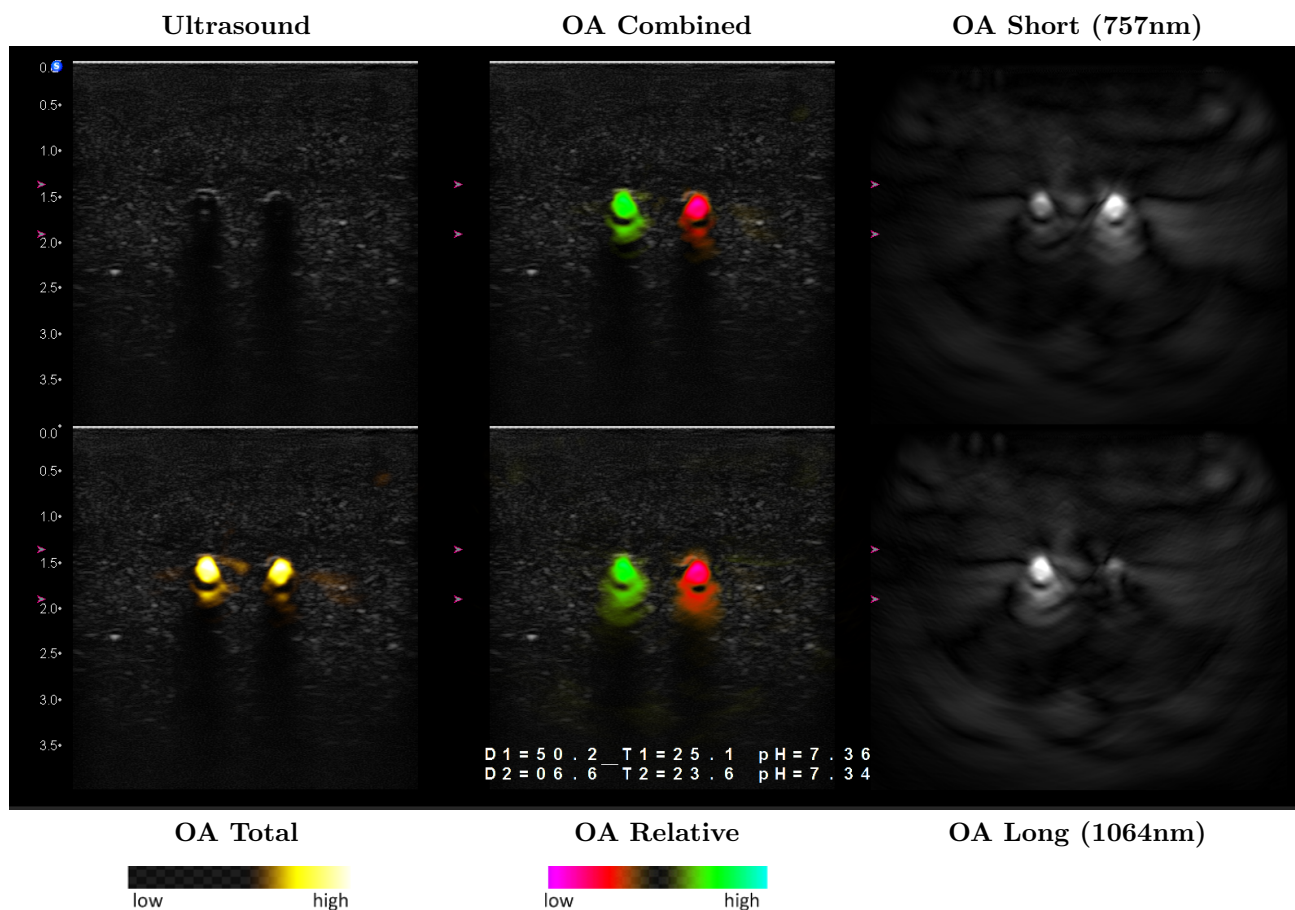 Ultrasound
OA Combined
OA Short (757nm)
0.0
S
0.5
1.0
1.5
2.0
2.5
3.0
3.5
0.0
0.5
1.0
1.5
2.0
2.5
3.0
3.5
D1=50.2_T1=25.1 pH=7.36
D2=06.6 T2=23.6 pH=7.34
OA Total
OA Relative
OA Long (1064nm)
low high
low high